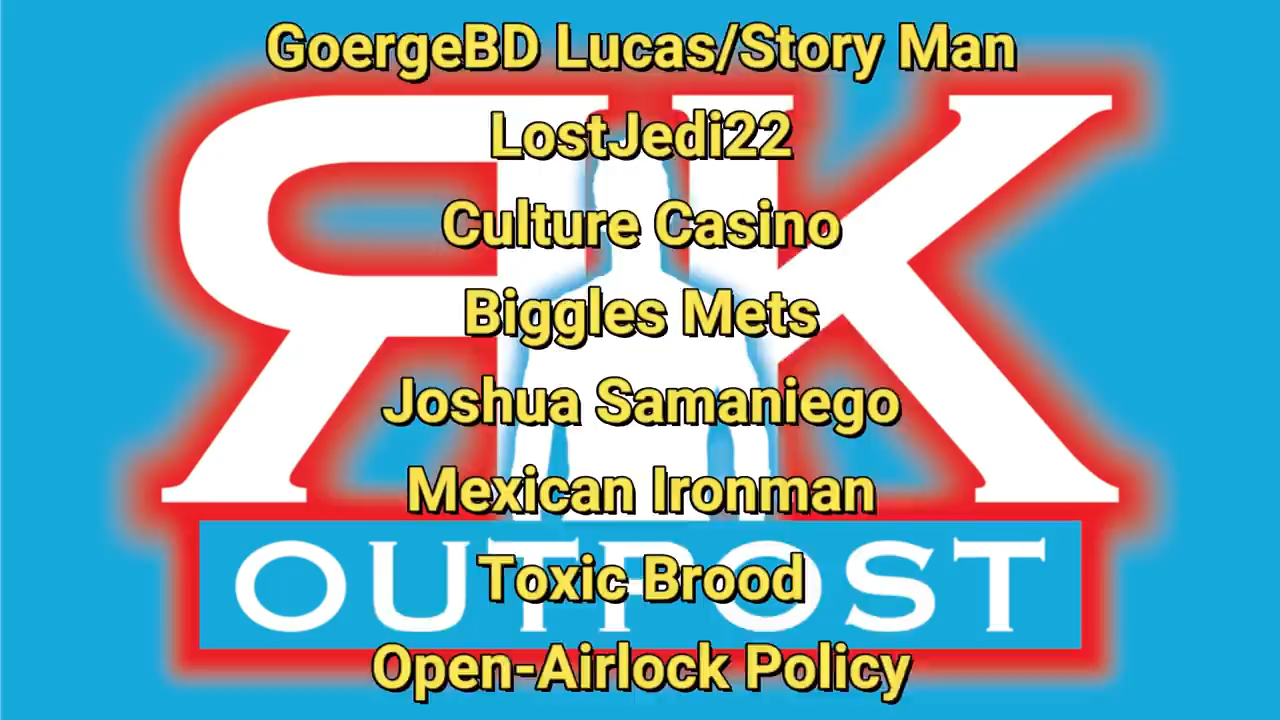 GoergeBD Lucas/Story Man
LostJedi22
Culture Casino
Biggles Mets
Joshua Samaniego
Mexican Ironman
Toxic Brood
Open-Airlock Policy
RK
OUTPOST